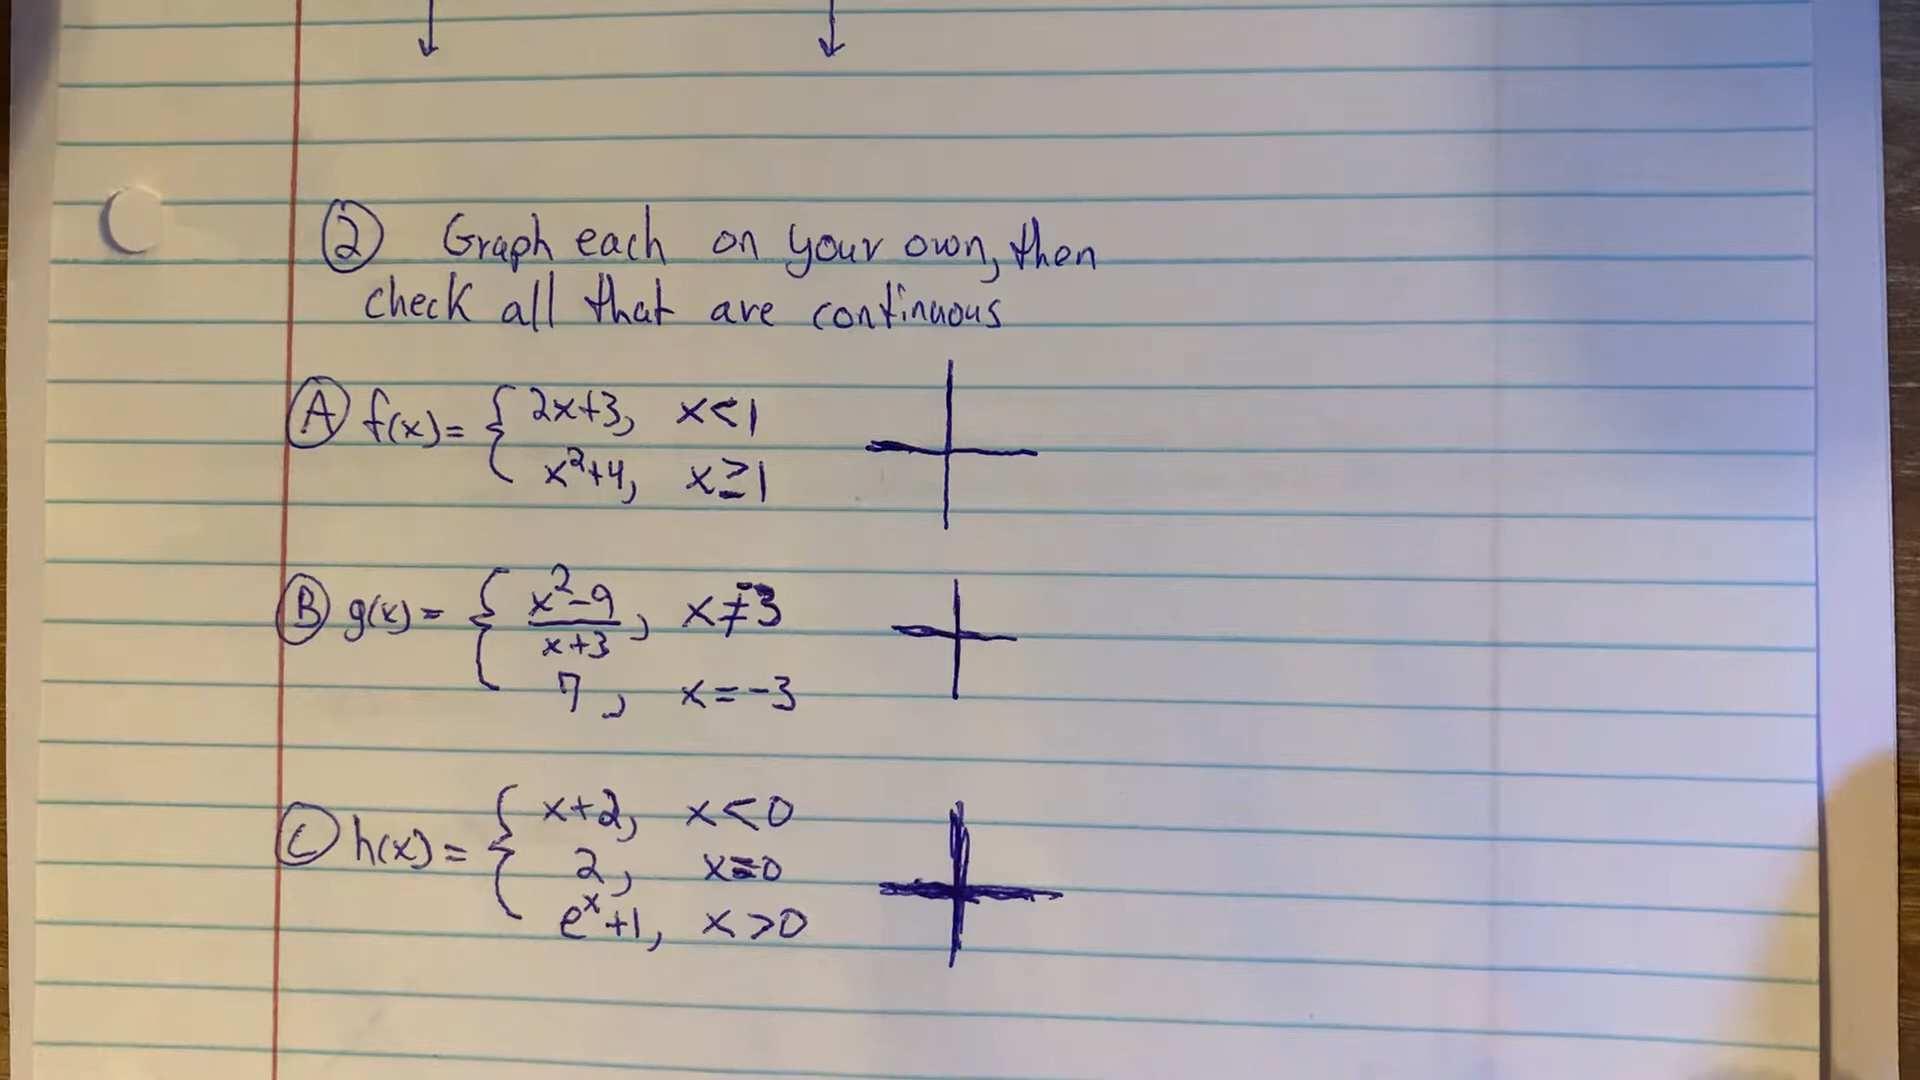 ② Graph each on your own, then
check all that are continuous
Ⓐ f(x) = { 2x+3, x<1
x²+4, x≥1
Ⓑ g(x) = { x²-9/x+3, x≠-3
7, x=-3
Ⓒ h(x) = { x+2, x<0
2, x=0
eˣ+1, x>0